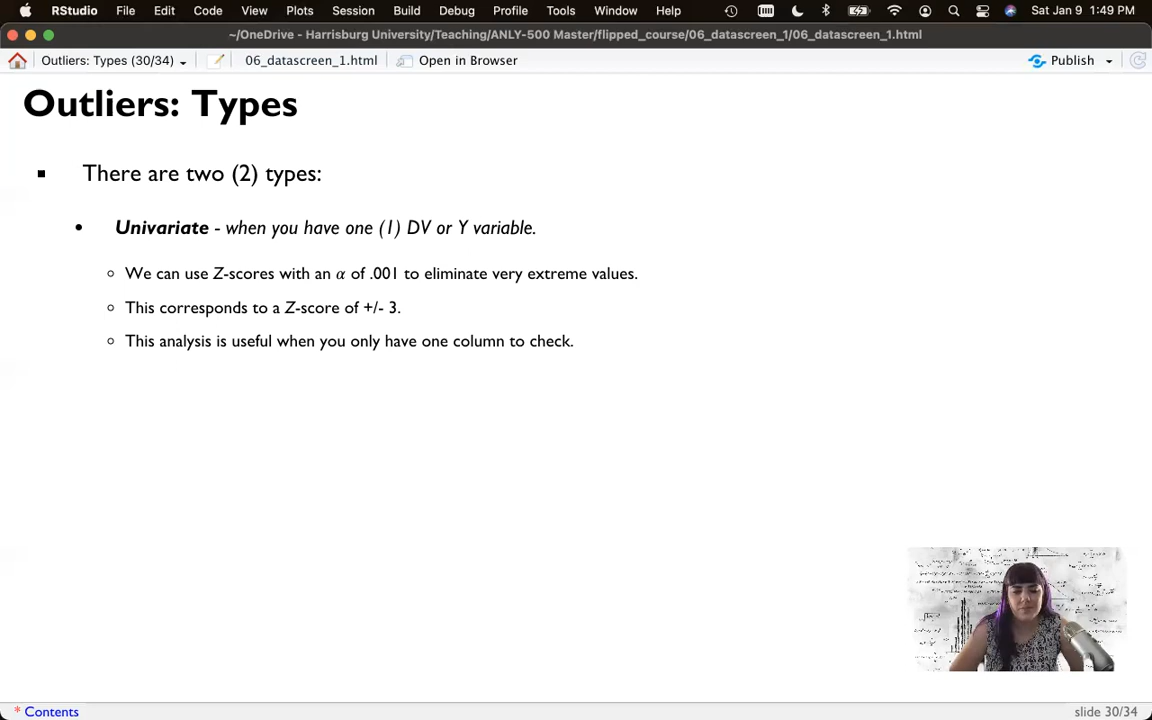 RStudio File Edit Code View Plots Session Build Debug Profile Tools Window Help Sat Jan 9 1:49 PM
~/OneDrive - Harrisburg University/Teaching/ANLY-500 Master/flipped_course/06_datascreen_1/06_datascreen_1.html
Outliers: Types (30/34) 06_datascreen_1.html Open in Browser Publish
Outliers: Types
There are two (2) types:
Univariate - when you have one (1) DV or Y variable.
We can use Z-scores with an α of .001 to eliminate very extreme values.
This corresponds to a Z-score of +/- 3.
This analysis is useful when you only have one column to check.
* Contents slide 30/34